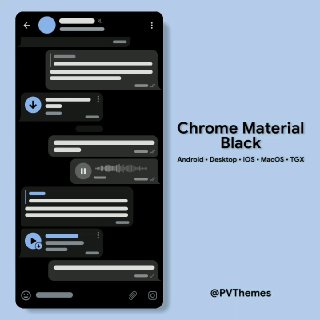 Chrome Material
Black
Android • Desktop • iOS • MacOS • TGX
@PVThemes